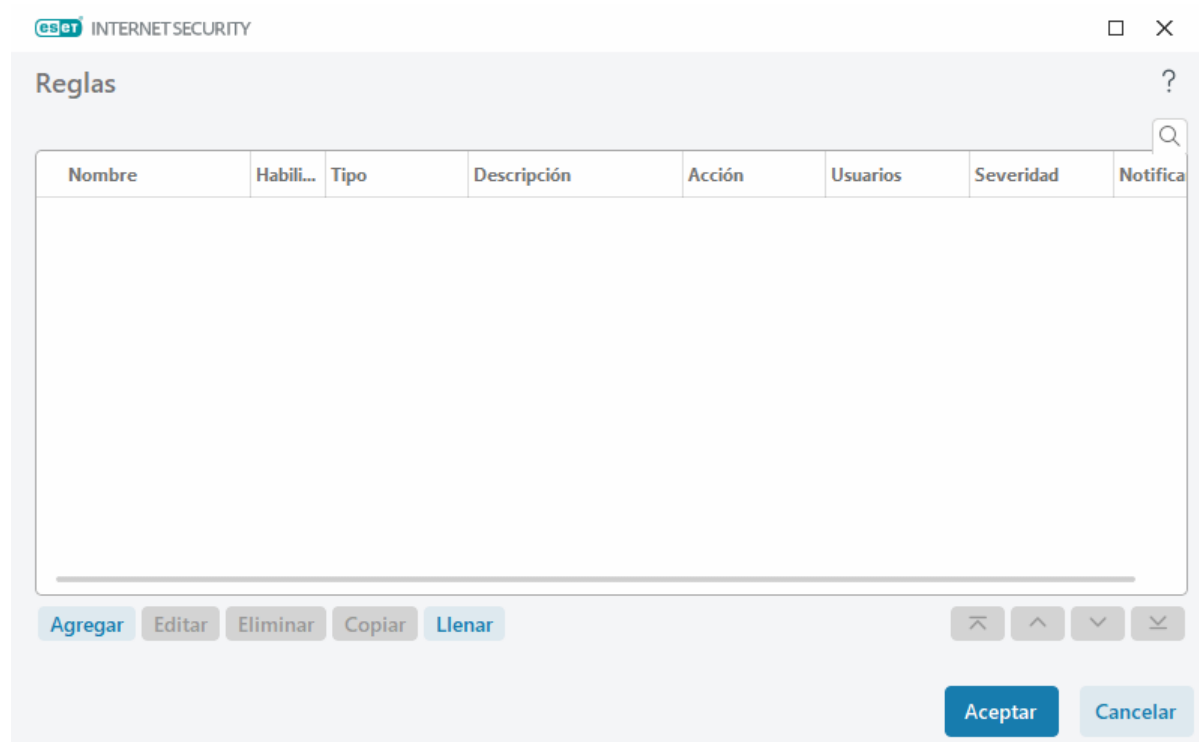 eset INTERNET SECURITY
Reglas
?
Nombre Habili... Tipo Descripción Acción Usuarios Severidad Notifica
Agregar Editar Eliminar Copiar Llenar
Aceptar Cancelar